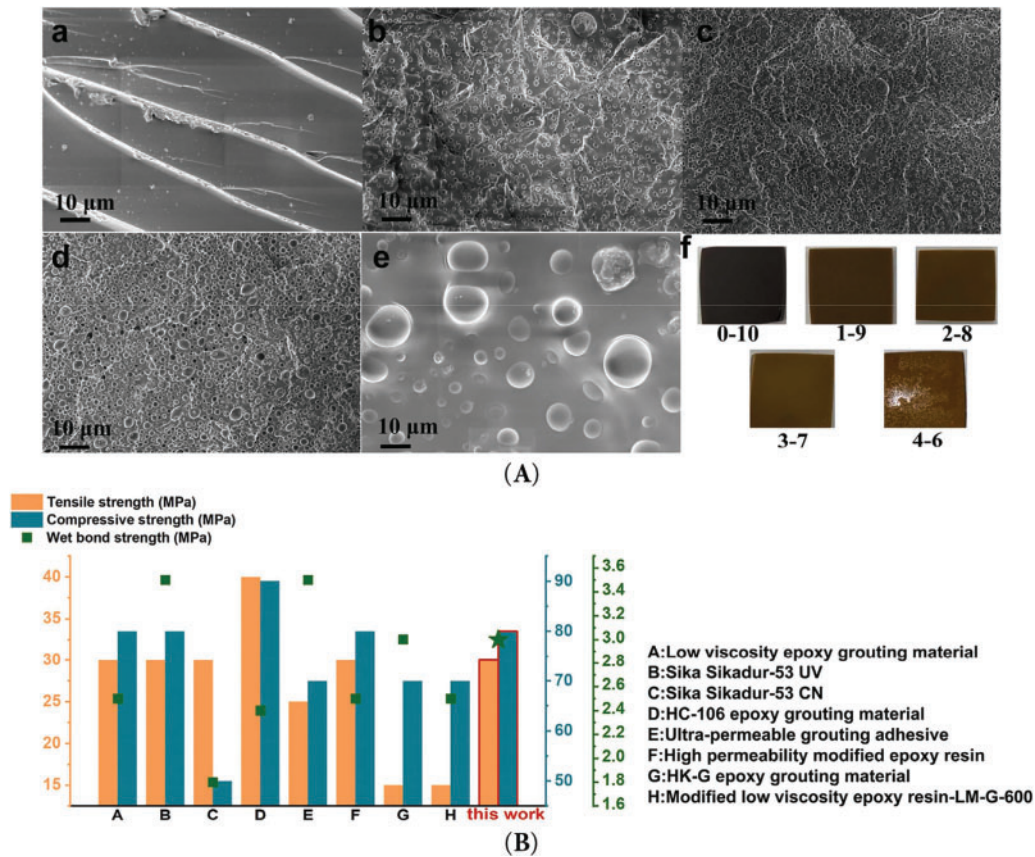 a
b
c
10 μm
10 μm
10 μm
d
e
f
10 μm
10 μm
0-10
1-9
2-8
3-7
4-6
(A)
Tensile strength (MPa)
Compressive strength (MPa)
Wet bond strength (MPa)
40
35
30
25
20
15
90
80
70
60
50
3.6
3.4
3.2
3.0
2.8
2.6
2.4
2.2
2.0
1.8
1.6
A
B
C
D
E
F
G
H
this work
A:Low viscosity epoxy grouting material
B:Sika Sikadur-53 UV
C:Sika Sikadur-53 CN
D:HC-106 epoxy grouting material
E:Ultra-permeable grouting adhesive
F:High permeability modified epoxy resin
G:HK-G epoxy grouting material
H:Modified low viscosity epoxy resin-LM-G-600
(B)